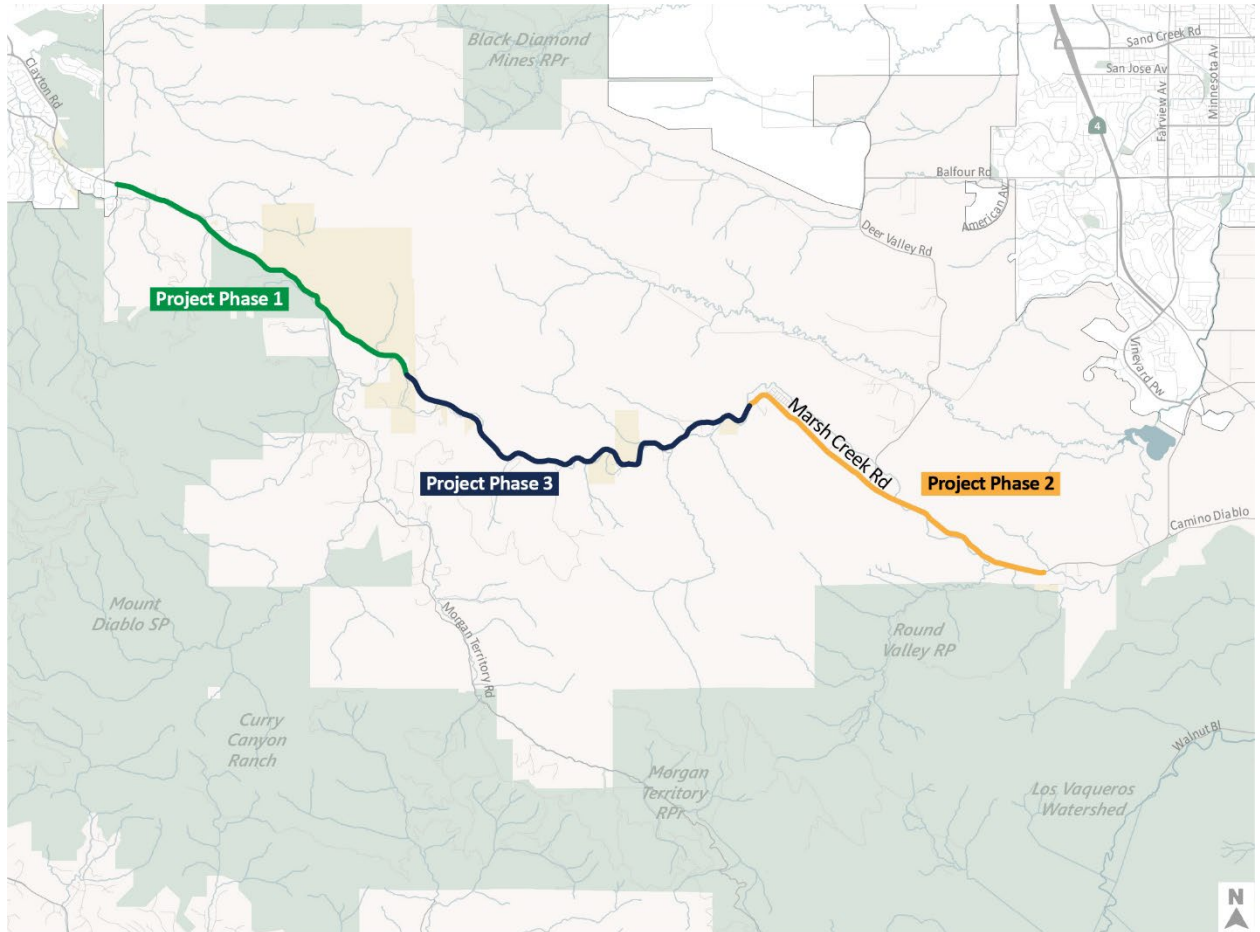 Black Diamond
Mines RPr
Clayton Rd
Sand Creek Rd
San Jose Av
Fairview Av
Minnesota Av
4
Balfour Rd
American Av
Deer Valley Rd
Project Phase 1
Vineyard Pw
Marsh Creek Rd
Project Phase 3
Project Phase 2
Camino Diablo
Mount
Diablo SP
Morgan Territory Rd
Round
Valley RP
Curry
Canyon
Ranch
Walnut Bl
Morgan
Territory
RPr
Los Vaqueros
Watershed
N